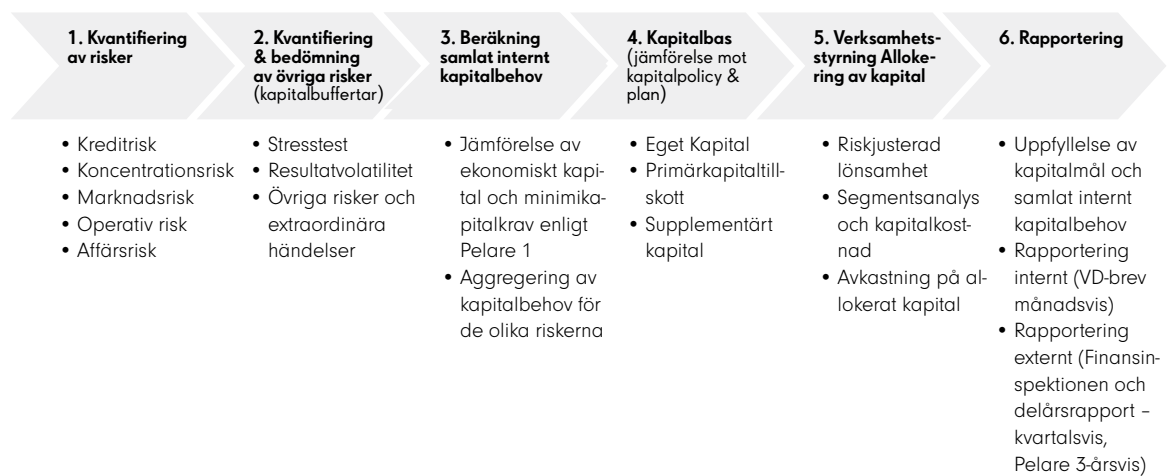 1. Kvantifiering
av risker
2. Kvantifiering
& bedömning
av övriga risker
(kapitalbuffertar)
3. Beräkning
samlat internt
kapitalbehov
4. Kapitalbas
(jämförelse mot
kapitalpolicy &
plan)
5. Verksamhets-
styrning Alloke-
ring av kapital
6. Rapportering
• Kreditrisk
• Koncentrationsrisk
• Marknadsrisk
• Operativ risk
• Affärsrisk
• Stresstest
• Resultatvolatilitet
• Övriga risker och
extraordinära
händelser
• Jämförelse av
ekonomiskt kapi-
tal och minimika-
pitalkrav enligt
Pelare 1
• Aggregering av
kapitalbehov för
de olika riskerna
• Eget Kapital
• Primärkapitaltill-
skott
• Supplementärt
kapital
• Riskjusterad
lönsamhet
• Segmentsanalys
och kapitalkost-
nad
• Avkastning på al-
lokerat kapital
• Uppfyllelse av
kapitalmål och
samlat internt
kapitalbehov
• Rapportering
internt (VD-brev
månadsvis)
• Rapportering
externt (Finansin-
spektionen och
delårsrapport –
kvartalsvis,
Pelare 3-årsvis)